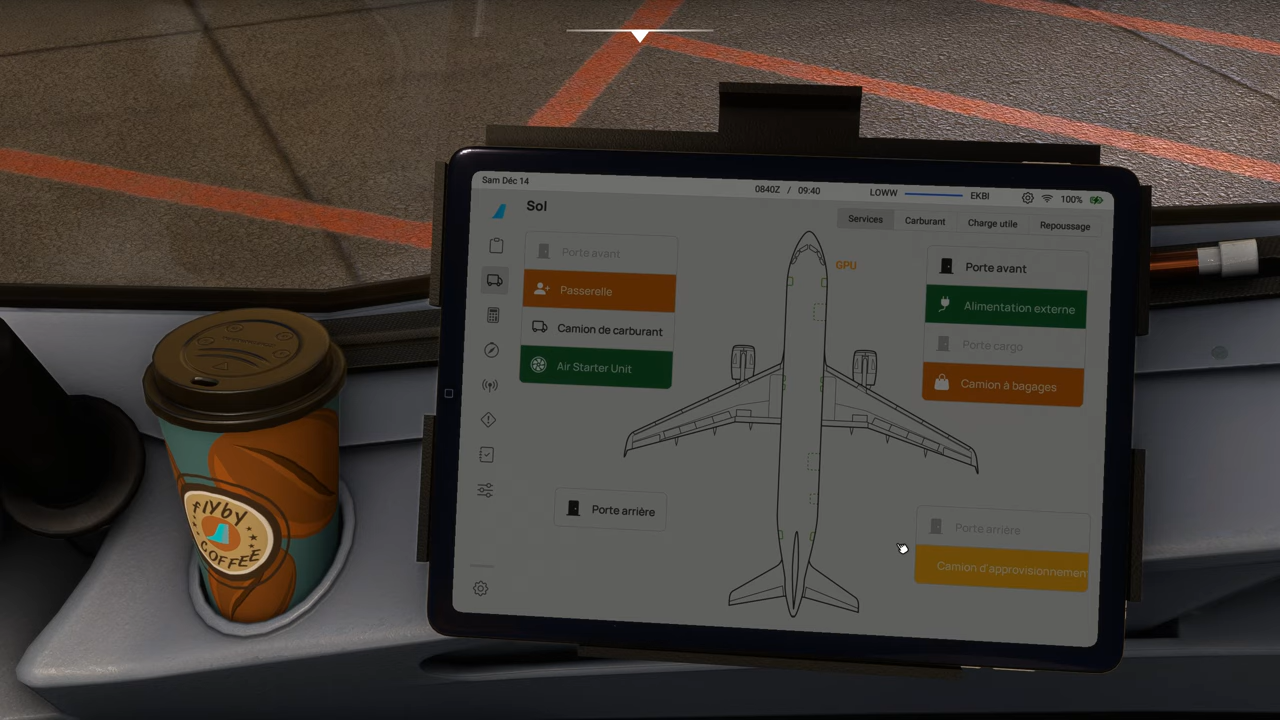 Sam Déc 14
0840Z / 09:40
LOWW
EKBI
100%
Sol
Services
Carburant
Charge utile
Repoussage
Porte avant
Passerelle
Camion de carburant
Air Starter Unit
GPU
Porte avant
Alimentation externe
Porte cargo
Camion à bagages
Porte arrière
Porte arrière
Camion d'approvisionnemen
flyby
COFFEE